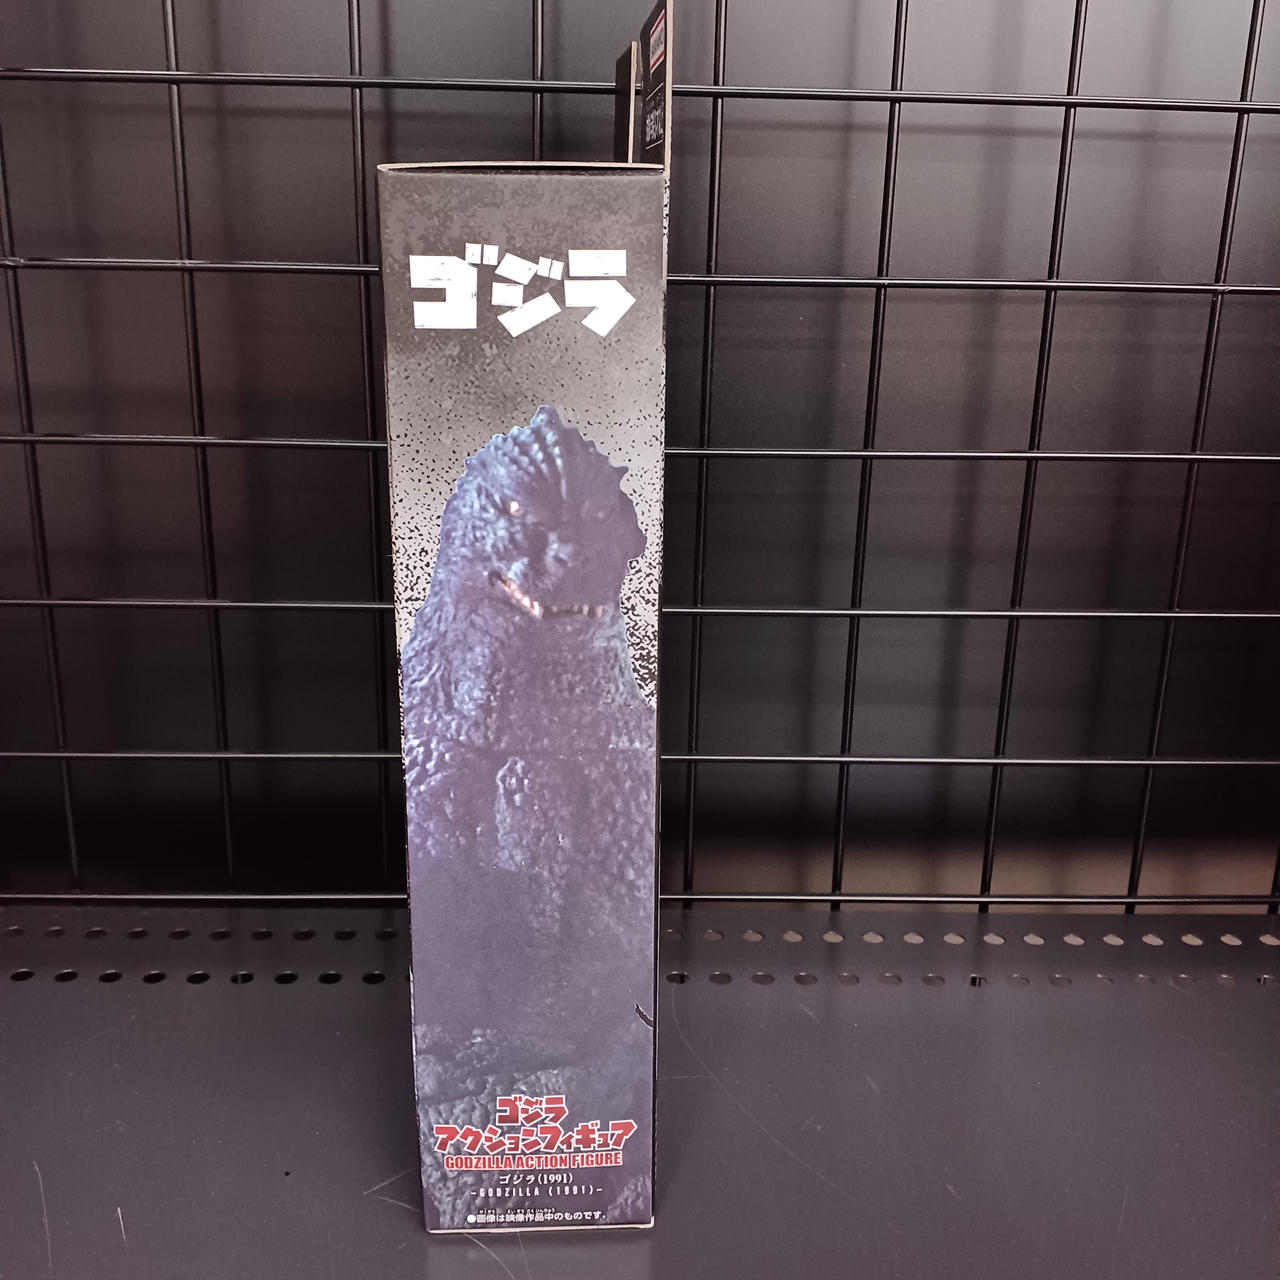 ゴジラ
ゴジラ
アクションフィギュア
GODZILLA ACTION FIGURE
ゴジラ(1991)
-GODZILLA (1991)-
●画像は映像作品中のものです。